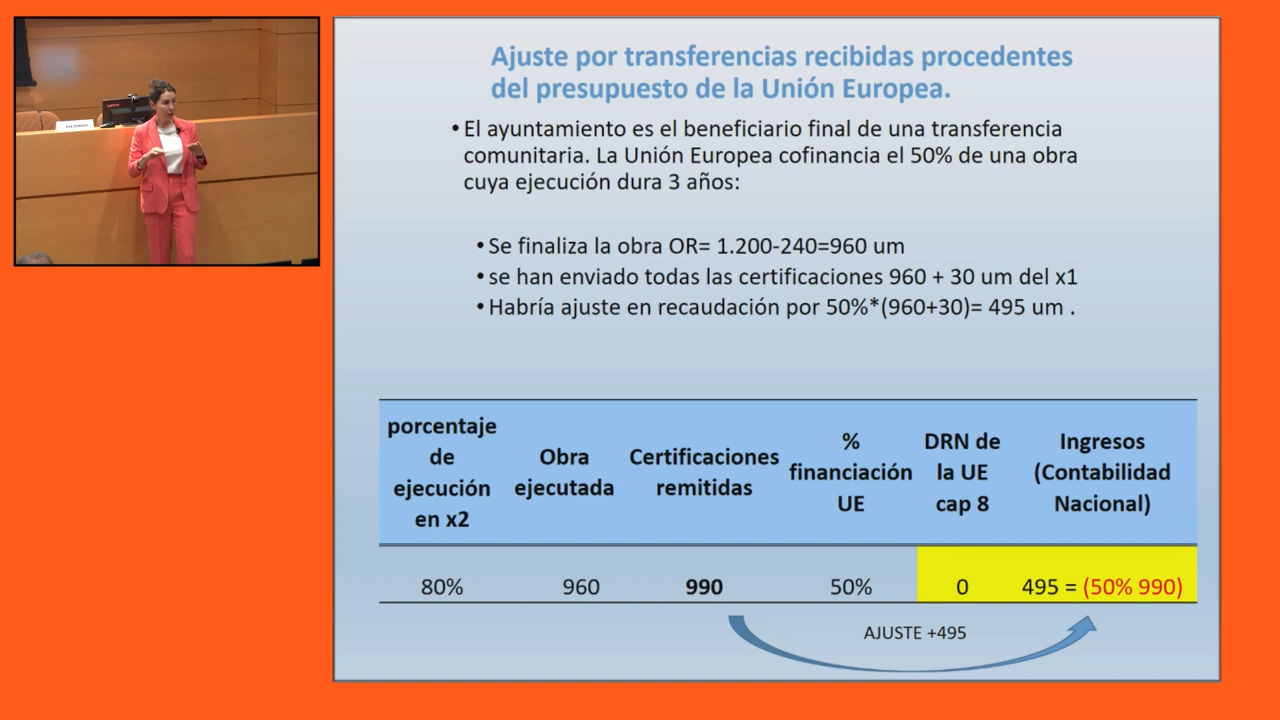 Ajuste por transferencias recibidas procedentes
del presupuesto de la Unión Europea.
• El ayuntamiento es el beneficiario final de una transferencia
comunitaria. La Unión Europea cofinancia el 50% de una obra
cuya ejecución dura 3 años:
• Se finaliza la obra OR= 1.200-240=960 um
• se han enviado todas las certificaciones 960 + 30 um del x1
• Habría ajuste en recaudación por 50%*(960+30)= 495 um .
porcentaje
de
ejecución
en x2
Obra
ejecutada
Certificaciones
remitidas
%
financiación
UE
DRN de
la UE
cap 8
Ingresos
(Contabilidad
Nacional)
80% 960 990 50% 0 495 = (50% 990)
AJUSTE +495